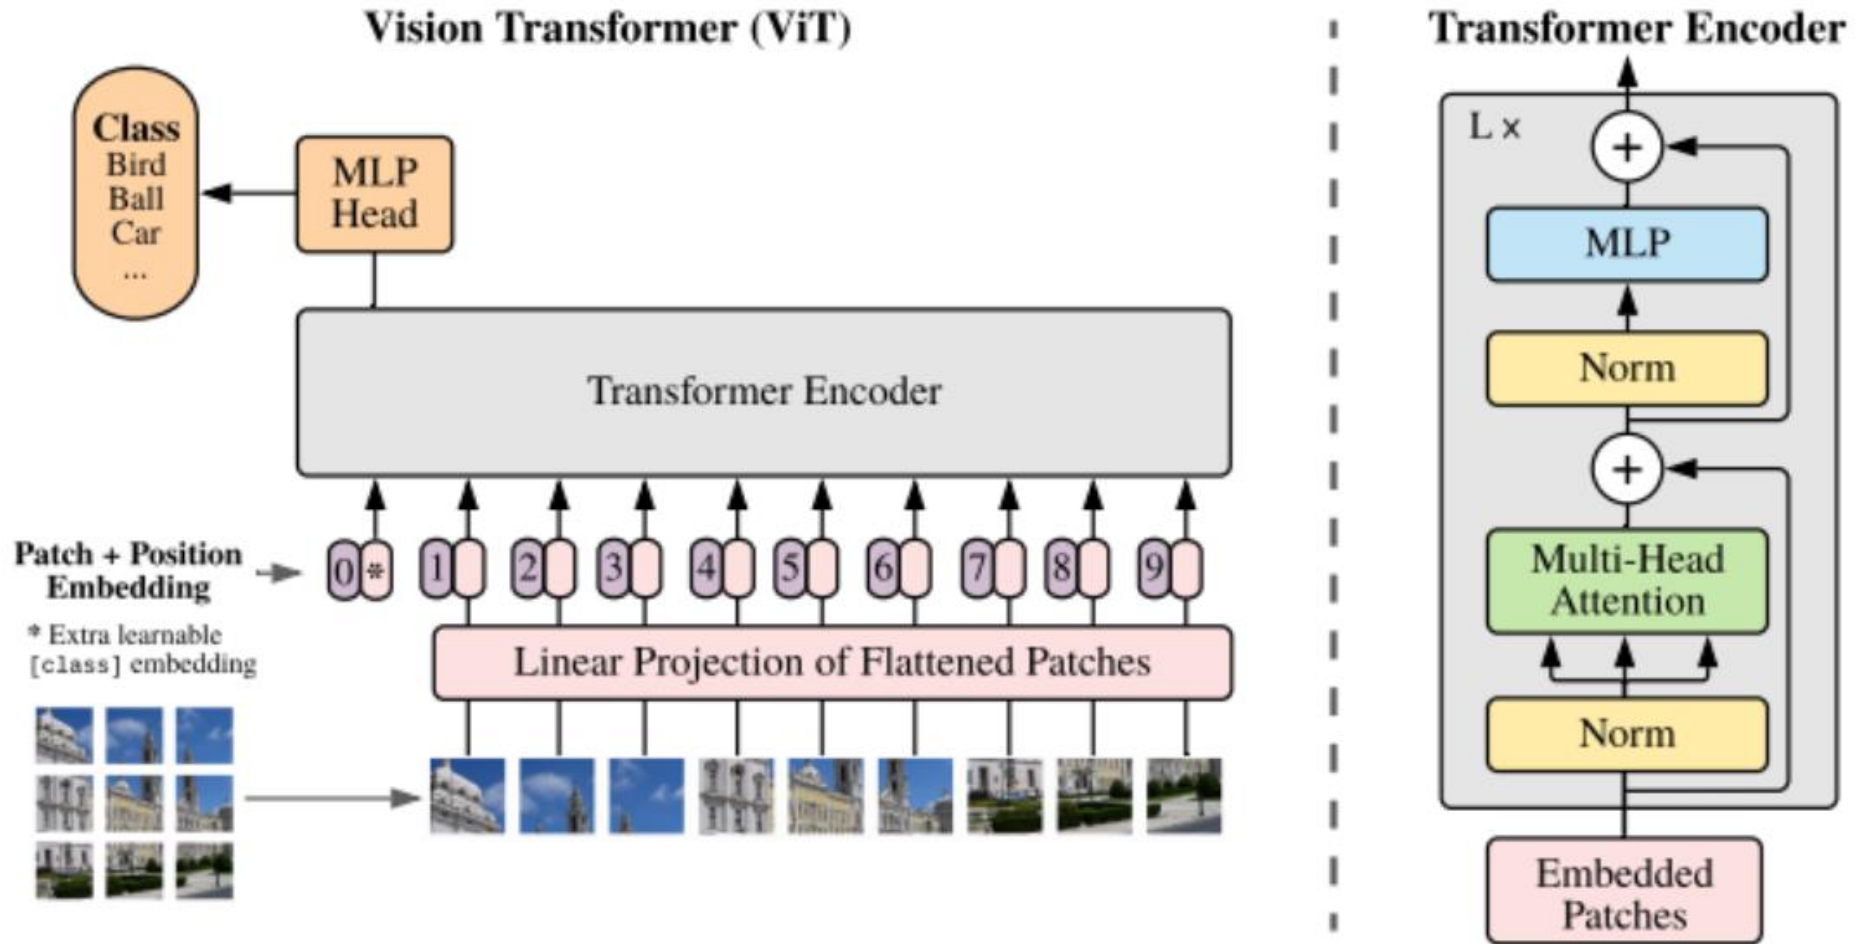 Vision Transformer (ViT)
Class
Bird
Ball
Car
...
MLP
Head
Transformer Encoder
0 * 1 2 3 4 5 6 7 8 9
Patch + Position
Embedding
* Extra learnable
[class] embedding
Linear Projection of Flattened Patches
Transformer Encoder
L ×
+
MLP
Norm
+
Multi-Head
Attention
Norm
Embedded
Patches